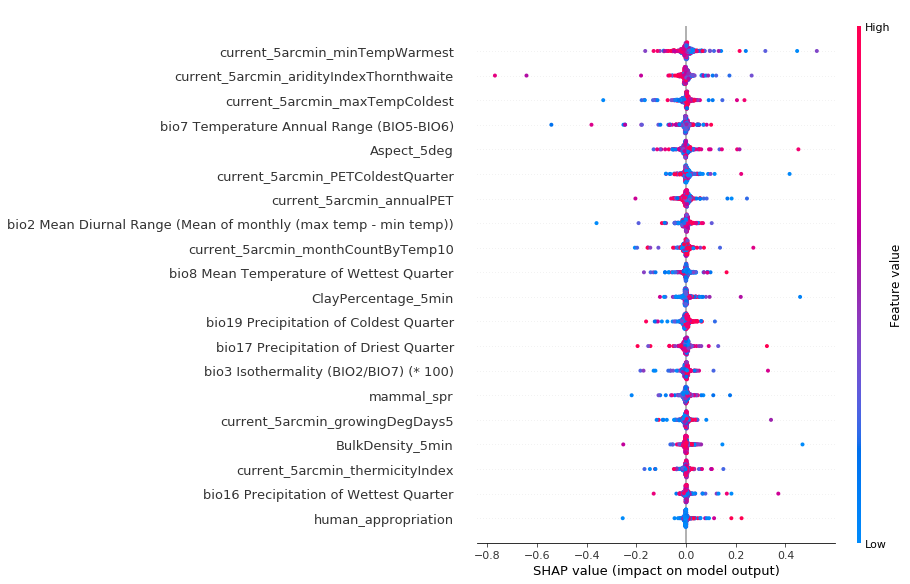 High
current_5arcmin_minTempWarmest
current_5arcmin_aridityIndexThornthwaite
current_5arcmin_maxTempColdest
bio7 Temperature Annual Range (BIO5-BIO6)
Aspect_5deg
current_5arcmin_PETColdestQuarter
current_5arcmin_annualPET
bio2 Mean Diurnal Range (Mean of monthly (max temp - min temp))
current_5arcmin_monthCountByTemp10
bio8 Mean Temperature of Wettest Quarter
ClayPercentage_5min
bio19 Precipitation of Coldest Quarter
bio17 Precipitation of Driest Quarter
bio3 Isothermality (BIO2/BIO7) (* 100)
mammal_spr
current_5arcmin_growingDegDays5
BulkDensity_5min
current_5arcmin_thermicityIndex
bio16 Precipitation of Wettest Quarter
human_appropriation
Low
Feature value
−0.8 −0.6 −0.4 −0.2 0.0 0.2 0.4
SHAP value (impact on model output)